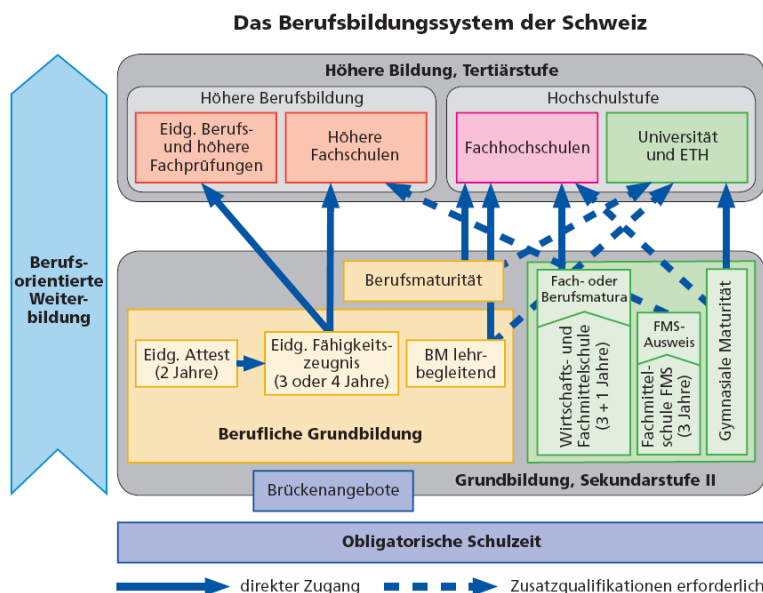 Das Berufsbildungssystem der Schweiz
Höhere Bildung, Tertiärstufe
Höhere Berufsbildung
Hochschulstufe
Eidg. Berufs-
und höhere
Fachprüfungen
Höhere
Fachschulen
Fachhochschulen
Universität
und ETH
Berufs-
orientierte
Weiter-
bildung
Berufsmaturität
Fach- oder
Berufsmatura
Wirtschafts- und
Fachmittelschule
(3 + 1 Jahre)
FMS-
Ausweis
Fachmittel-
schule FMS
(3 Jahre)
Gymnasiale Maturität
Eidg. Attest
(2 Jahre)
Eidg. Fähigkeits-
zeugnis
(3 oder 4 Jahre)
BM lehr-
begleitend
Berufliche Grundbildung
Brückenangebote
Grundbildung, Sekundarstufe II
Obligatorische Schulzeit
direkter Zugang
Zusatzqualifikationen erforderlich